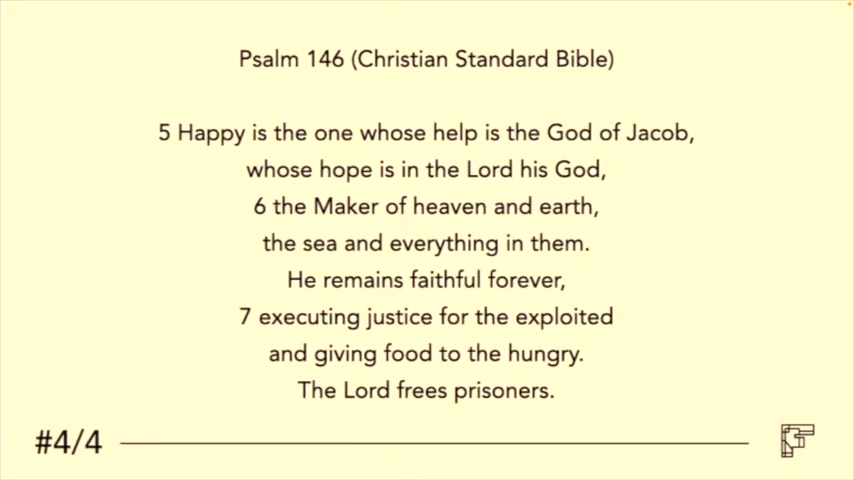 Psalm 146 (Christian Standard Bible)
5 Happy is the one whose help is the God of Jacob,
whose hope is in the Lord his God,
6 the Maker of heaven and earth,
the sea and everything in them.
He remains faithful forever,
7 executing justice for the exploited
and giving food to the hungry.
The Lord frees prisoners.
#4/4